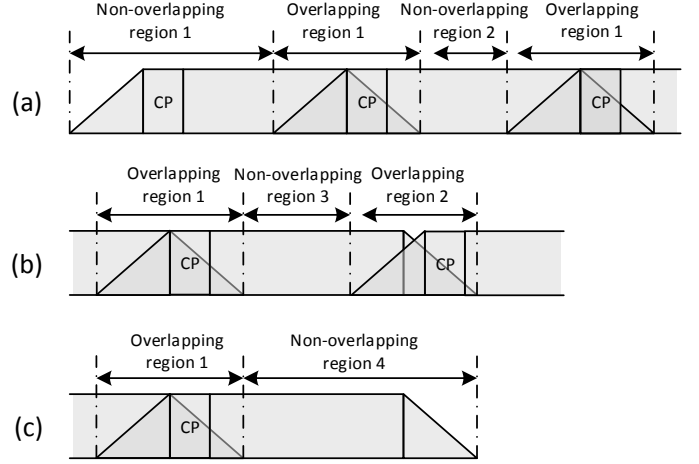 Non-overlapping region 1
Overlapping region 1
Non-overlapping region 2
Overlapping region 1
(a)
CP
CP
CP
Overlapping region 1
Non-overlapping region 3
Overlapping region 2
(b)
CP
CP
Overlapping region 1
Non-overlapping region 4
(c)
CP